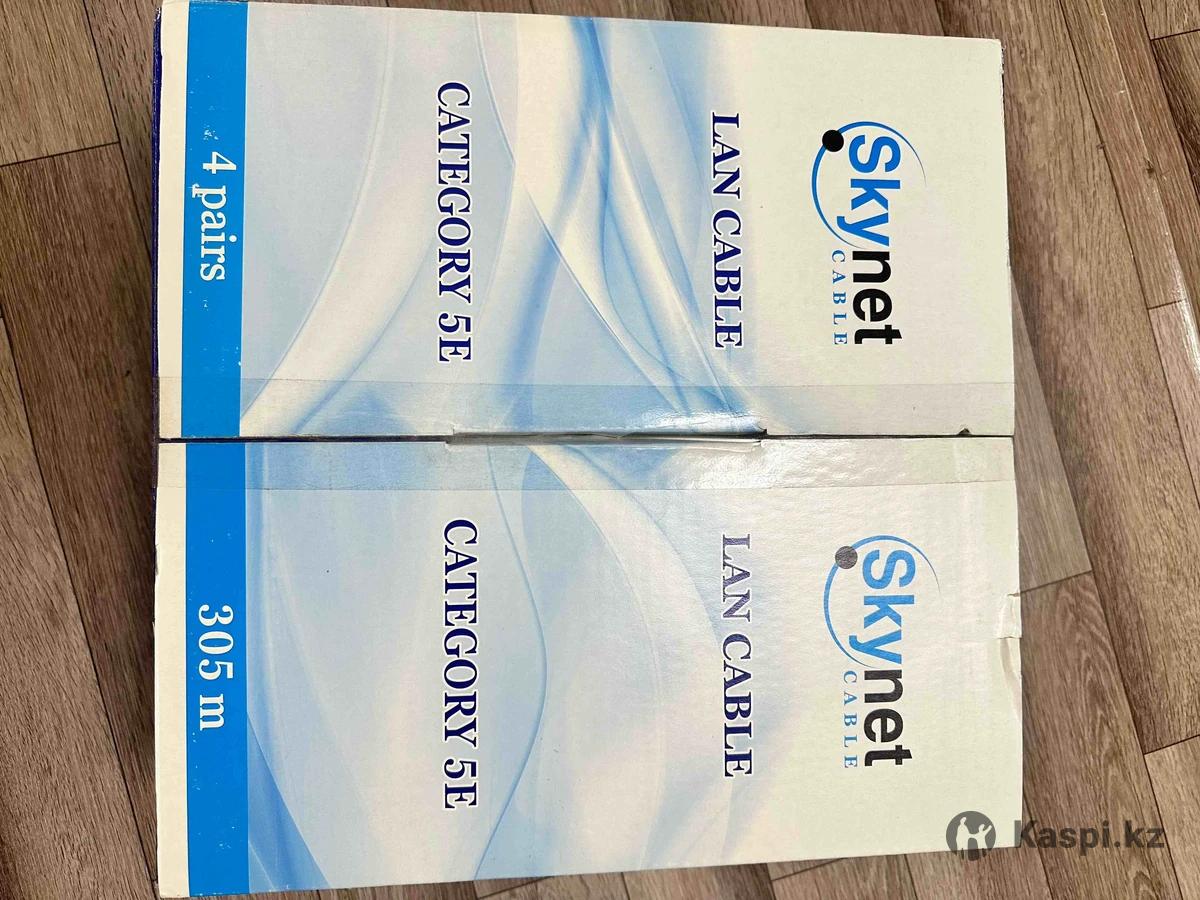 Skynet
CABLE
LAN CABLE
CATEGORY 5E
4 pairs
Skynet
CABLE
LAN CABLE
CATEGORY 5E
305 m
Kaspi.kz